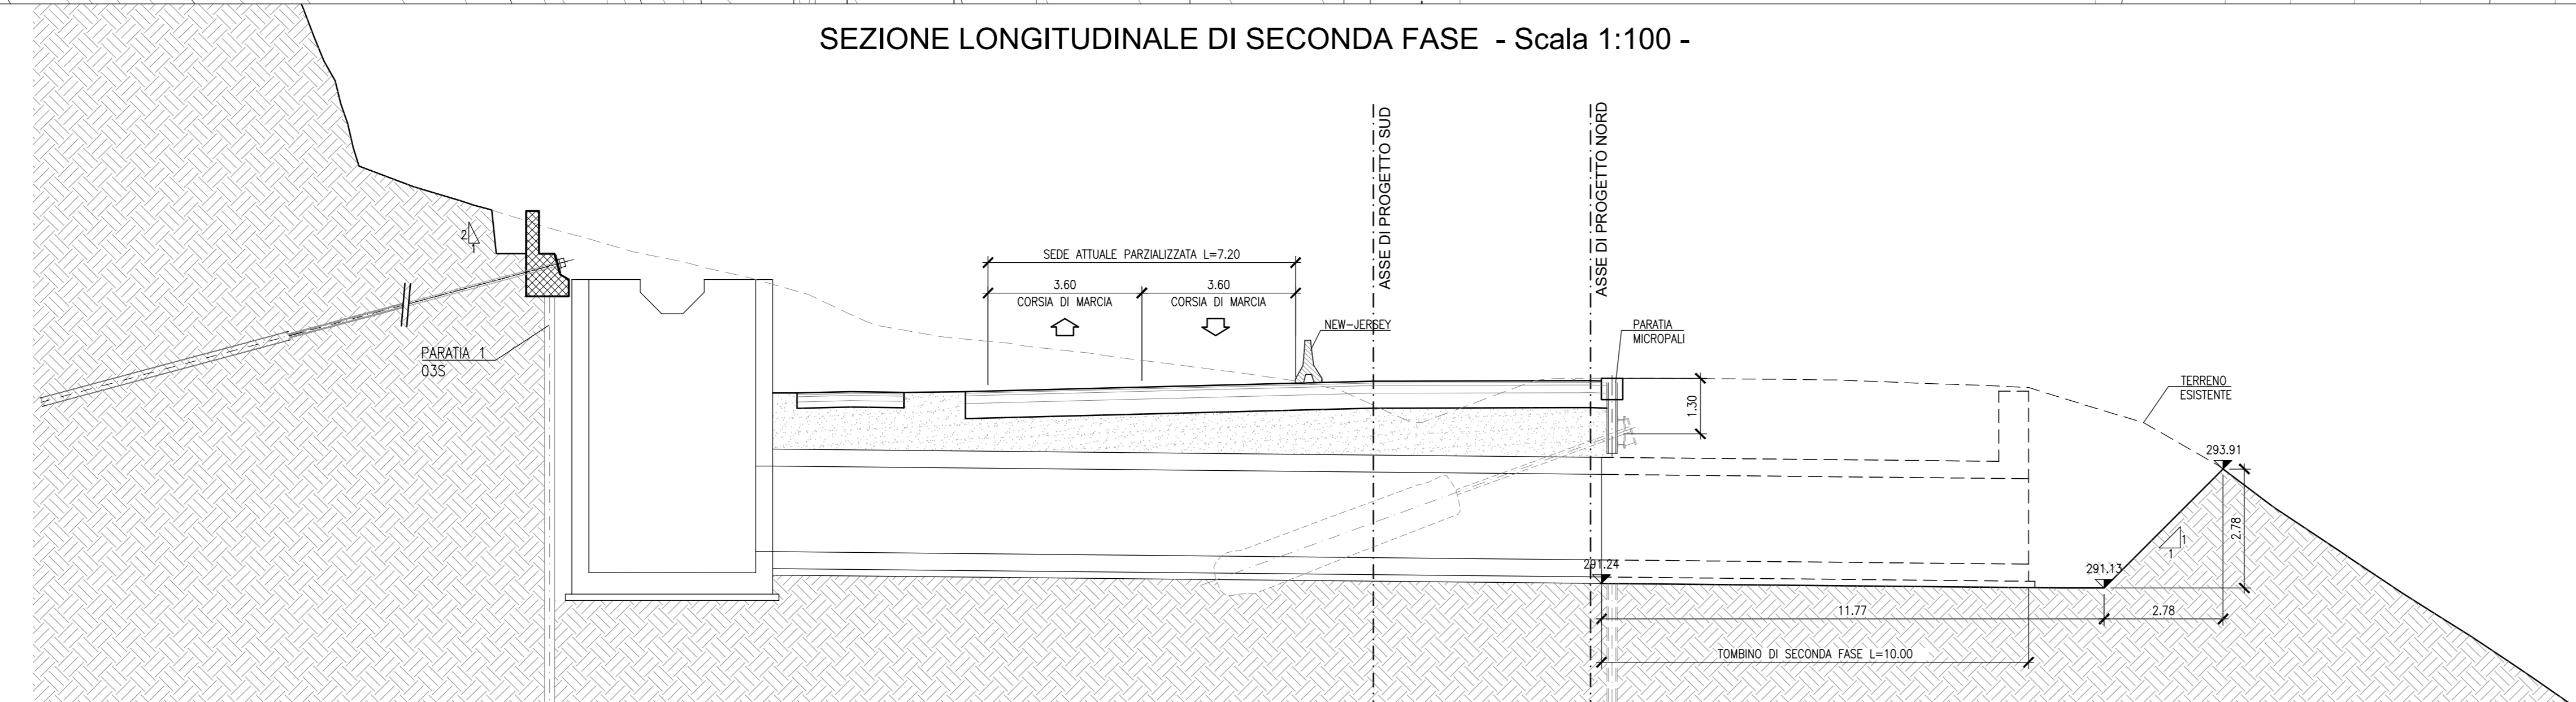 SEZIONE LONGITUDINALE DI SECONDA FASE - Scala 1:100 -
ASSE DI PROGETTO SUD
ASSE DI PROGETTO NORD
2
1
SEDE ATTUALE PARZIALIZZATA L=7.20
3.60
CORSIA DI MARCIA
3.60
CORSIA DI MARCIA
NEW-JERSEY
PARATIA
MICROPALI
PARATIA 1
03S
1.30
TERRENO
ESISTENTE
293.91
2.78
1
1
291.24
291.13
11.77
2.78
TOMBINO DI SECONDA FASE L=10.00